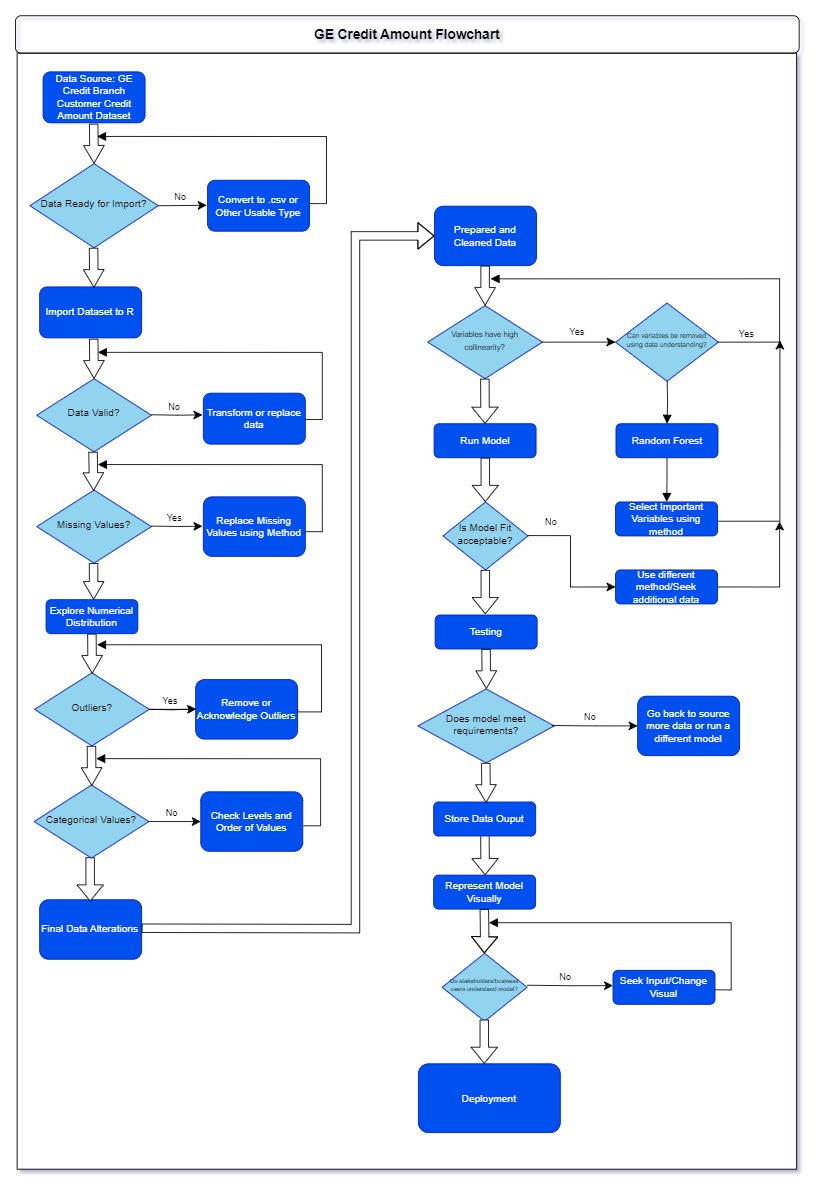 GE Credit Amount Flowchart
Data Source: GE
Credit Branch
Customer Credit
Amount Dataset
Data Ready for Import?
No
Convert to .csv or
Other Usable Type
Import Dataset to R
Data Valid?
No
Transform or replace
data
Missing Values?
Yes
Replace Missing
Values using Method
Explore Numerical
Distribution
Outliers?
Yes
Remove or
Acknowledge Outliers
Categorical Values?
No
Check Levels and
Order of Values
Final Data Alterations
Prepared and
Cleaned Data
Variables have high
collinearity?
Yes
Can variables be removed
using data understanding?
Yes
Run Model
Random Forest
Select Important
Variables using
method
Is Model Fit
acceptable?
No
Use different
method/Seek
additional data
Testing
Does model meet
requirements?
No
Go back to source
more data or run a
different model
Store Data Ouput
Represent Model
Visually
Do stakeholders/business
users understand model?
No
Seek Input/Change
Visual
Deployment